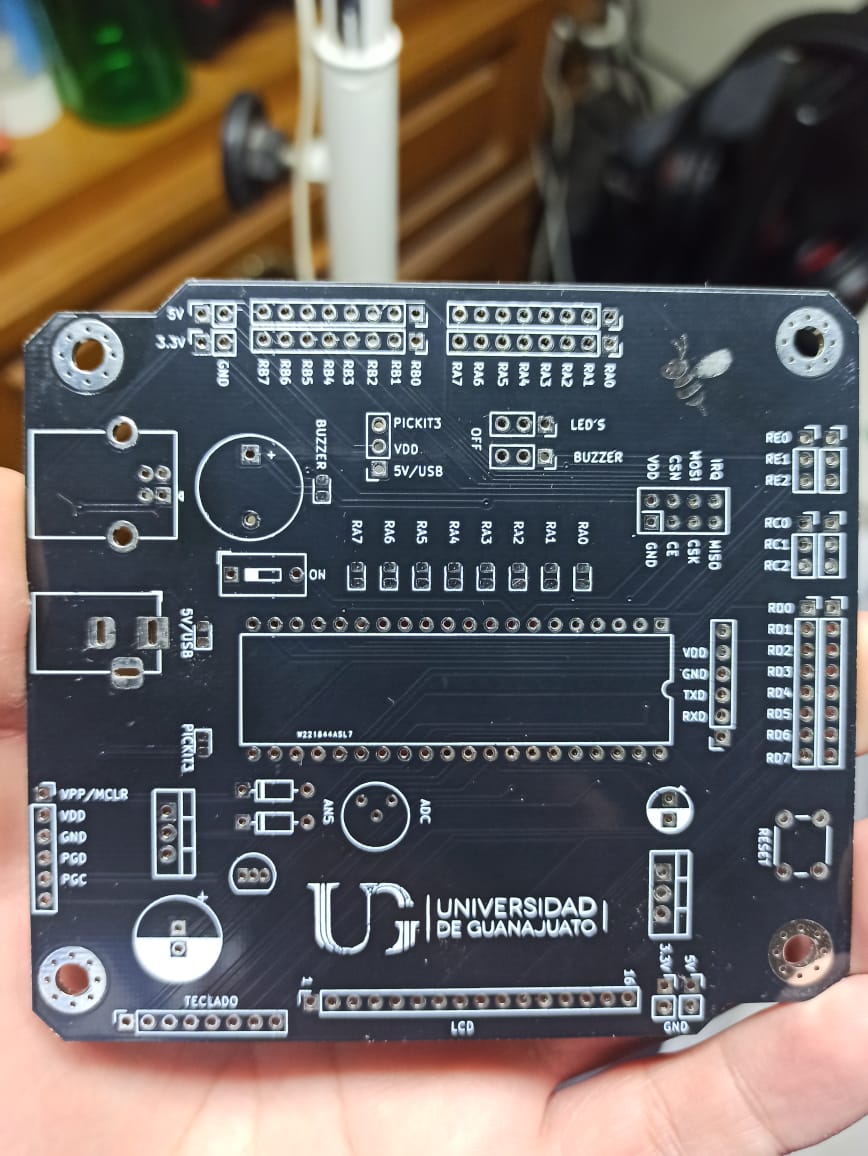 5V
3.3V
GND
RB7 RB6 RB5 RB4 RB3 RB2 RB1 RB0
RA7 RA6 RA5 RA4 RA3 RA2 RA1 RA0
BUZZER
+
PICKIT3
VDD
5V/USB
OFF
LED'S
BUZZER
VDD CSN MOSI IRQ
GND CE CSK MISO
RE0
RE1
RE2
RC0
RC1
RC2
RD0
RD1
RD2
RD3
RD4
RD5
RD6
RD7
RA7 RA6 RA5 RA4 RA3 RA2 RA1 RA0
ON
5V/USB
VDD
GND
TXD
RXD
W221844ASL7
PICKIT3
VPP/MCLR
VDD
GND
PGD
PGC
AN5
ADC
RESET
+
UG
UNIVERSIDAD
DE GUANAJUATO
3.3V 5V
GND
TECLADO
1 16
LCD